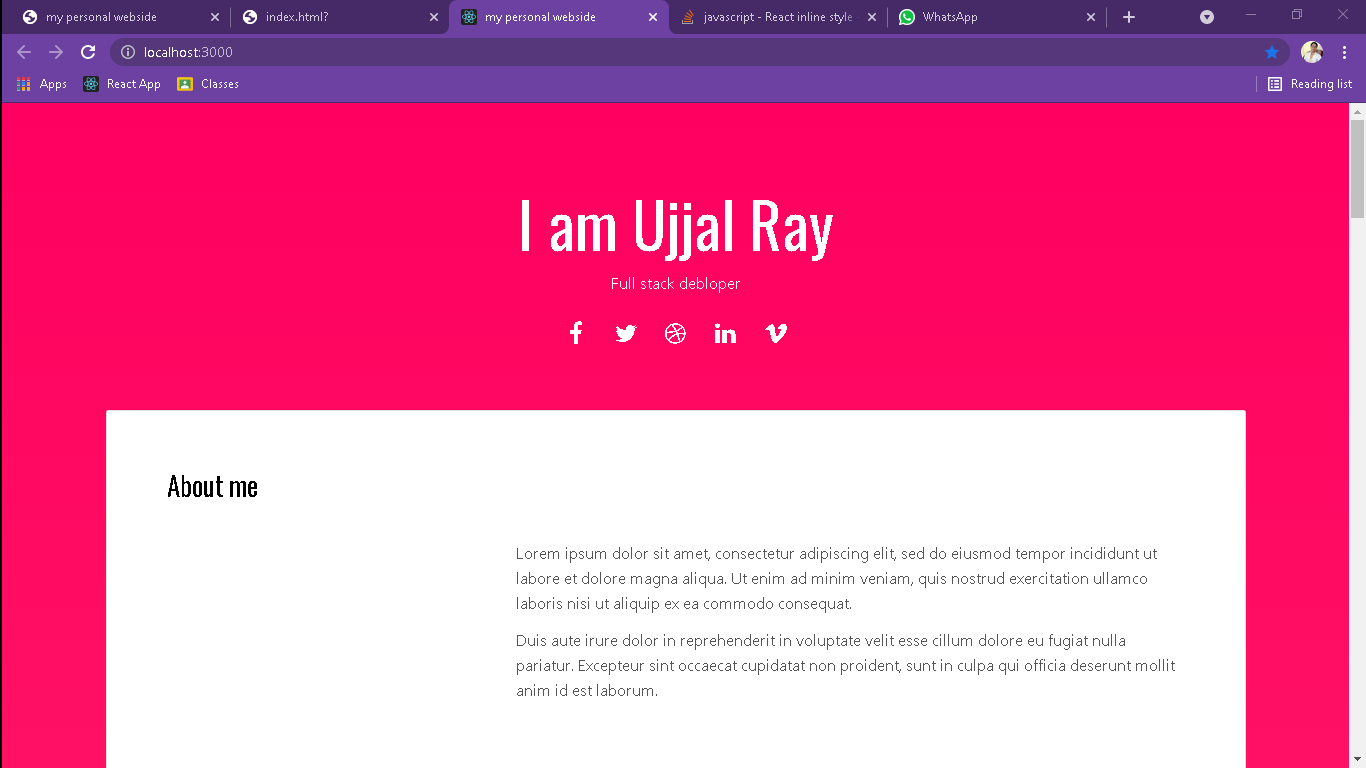 my personal webside
index.html?
my personal webside
javascript - React inline style -
WhatsApp
localhost:3000
Apps
React App
Classes
Reading list
I am Ujjal Ray
Full stack debloper
About me
Lorem ipsum dolor sit amet, consectetur adipiscing elit, sed do eiusmod tempor incididunt ut
labore et dolore magna aliqua. Ut enim ad minim veniam, quis nostrud exercitation ullamco
laboris nisi ut aliquip ex ea commodo consequat.
Duis aute irure dolor in reprehenderit in voluptate velit esse cillum dolore eu fugiat nulla
pariatur. Excepteur sint occaecat cupidatat non proident, sunt in culpa qui officia deserunt mollit
anim id est laborum.